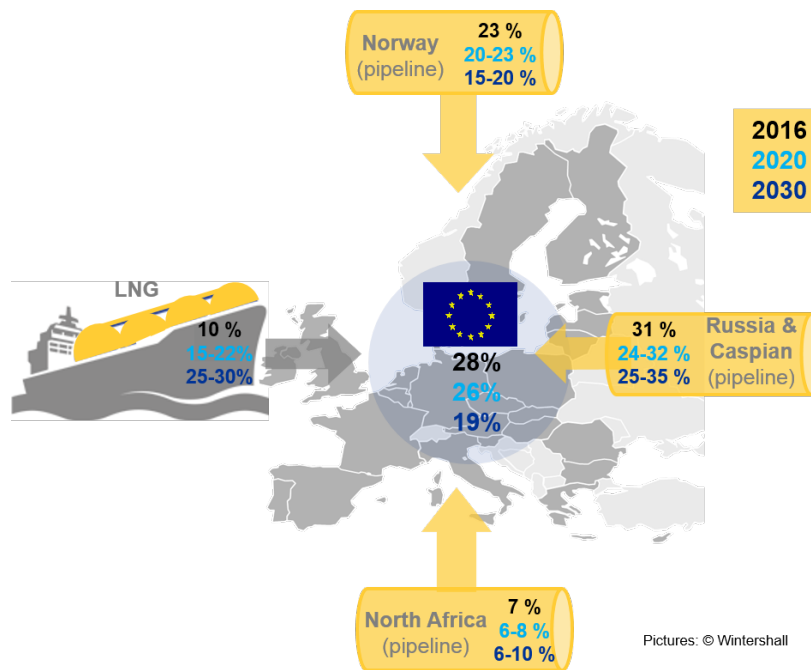 Norway
(pipeline)
23 %
20-23 %
15-20 %
2016
2020
2030
LNG
10 %
15-22%
25-30%
28%
26%
19%
31 %
24-32 %
25-35 %
Russia &
Caspian
(pipeline)
North Africa
(pipeline)
7 %
6-8 %
6-10 %
Pictures: © Wintershall